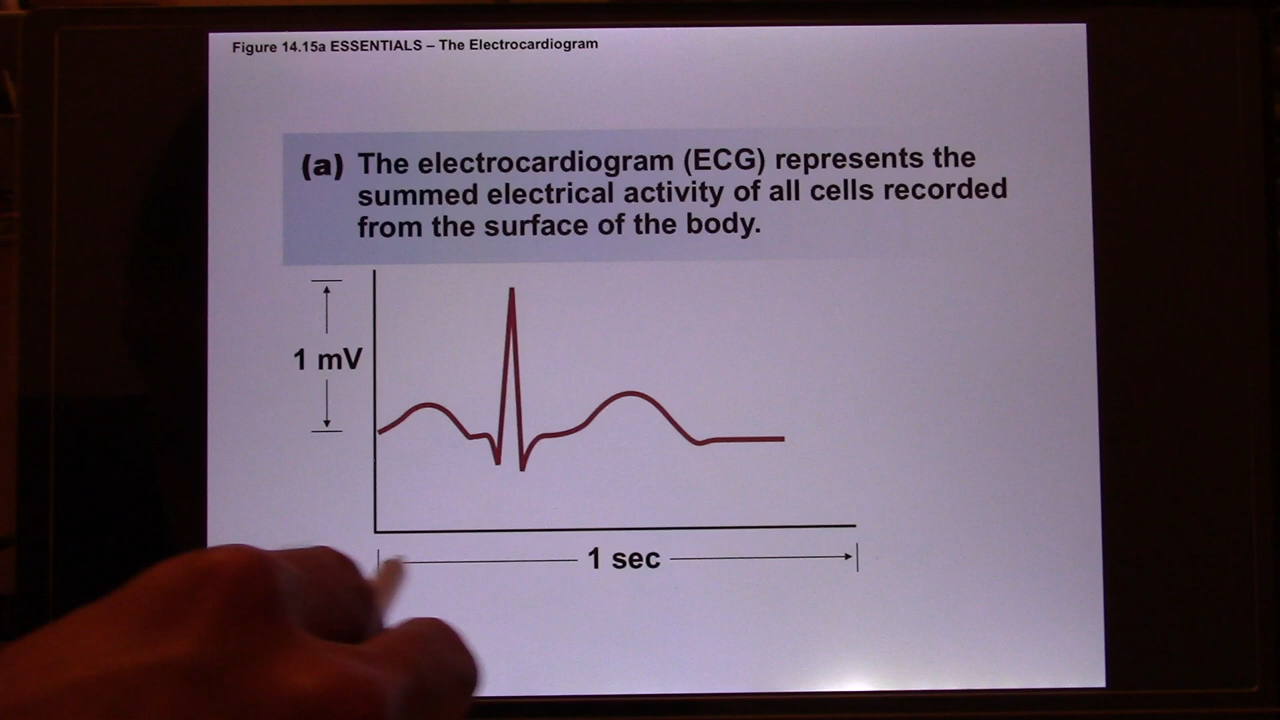 Figure 14.15a ESSENTIALS – The Electrocardiogram
(a) The electrocardiogram (ECG) represents the
summed electrical activity of all cells recorded
from the surface of the body.
1 mV
1 sec